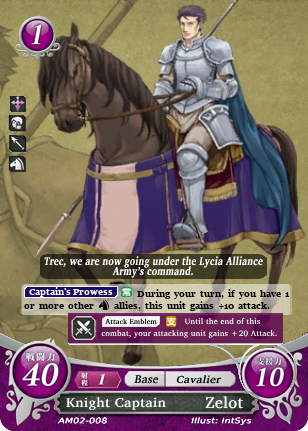 1
Trec, we are now going under the Lycia Alliance
Army's command.
Captain's Prowess 常 During your turn, if you have 1
or more other allies, this unit gains +10 attack.
Attack Emblem 支 Until the end of this
combat, your attacking unit gains +20 Attack.
戦闘力
40
射程 1
Base
Cavalier
支援力
10
Knight Captain
Zelot
AM02-008
Illust: IntSys